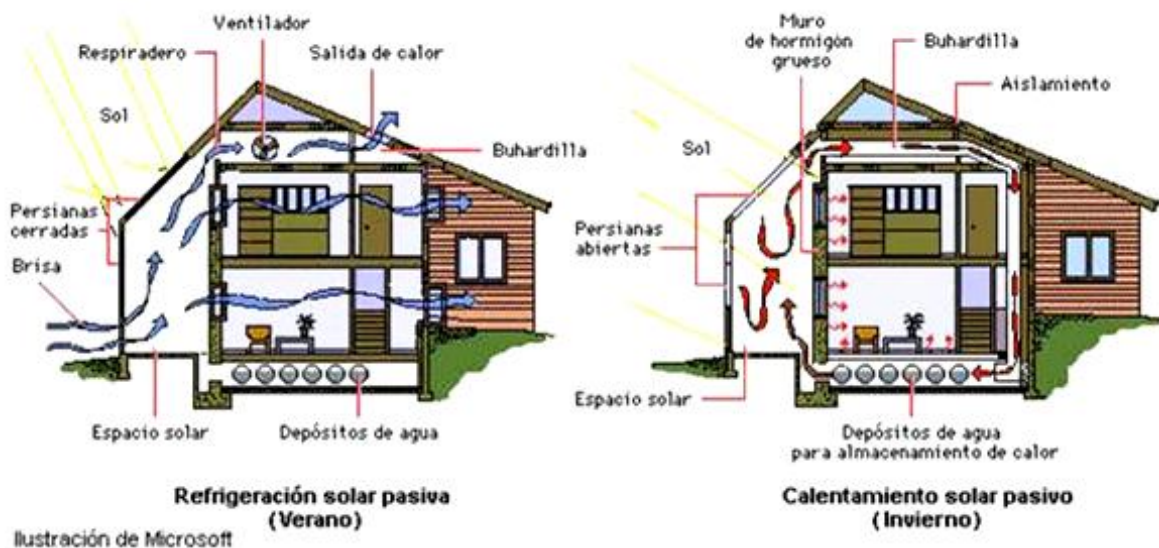 Ventilador
Respiradero
Salida de calor
Sol
Buhardilla
Persianas
cerradas
Brisa
Espacio solar
Depósitos de agua
Refrigeración solar pasiva
(Verano)
Muro
de hormigón
grueso
Buhardilla
Aislamiento
Sol
Persianas
abiertas
Espacio solar
Depósitos de agua
para almacenamiento de calor
Calentamiento solar pasivo
(Invierno)
Ilustración de Microsoft